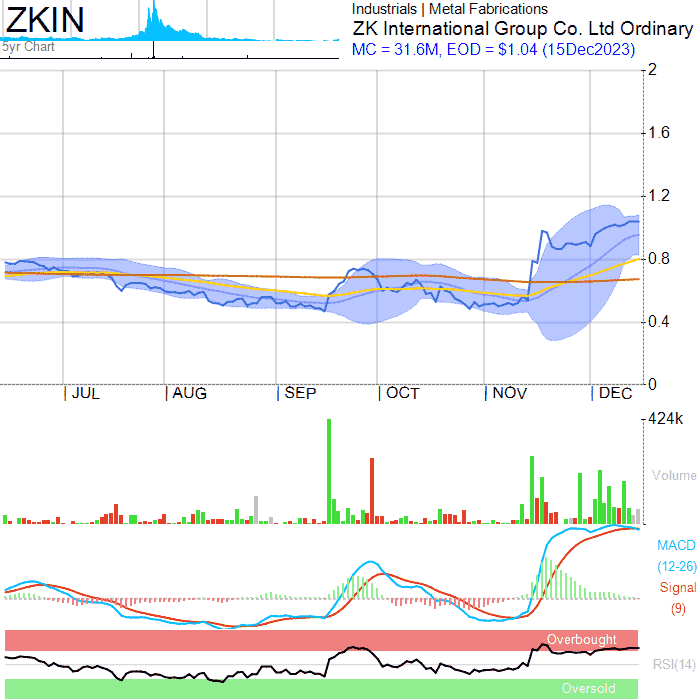 ZKIN
5yr Chart
Industrials | Metal Fabrications
ZK International Group Co. Ltd Ordinary
MC = 31.6M, EOD = $1.04 (15Dec2023)
2
1.6
1.2
0.8
0.4
0
JUL AUG SEP OCT NOV DEC
424k
Volume
MACD
(12-26)
Signal
(9)
Overbought
RSI(14)
Oversold